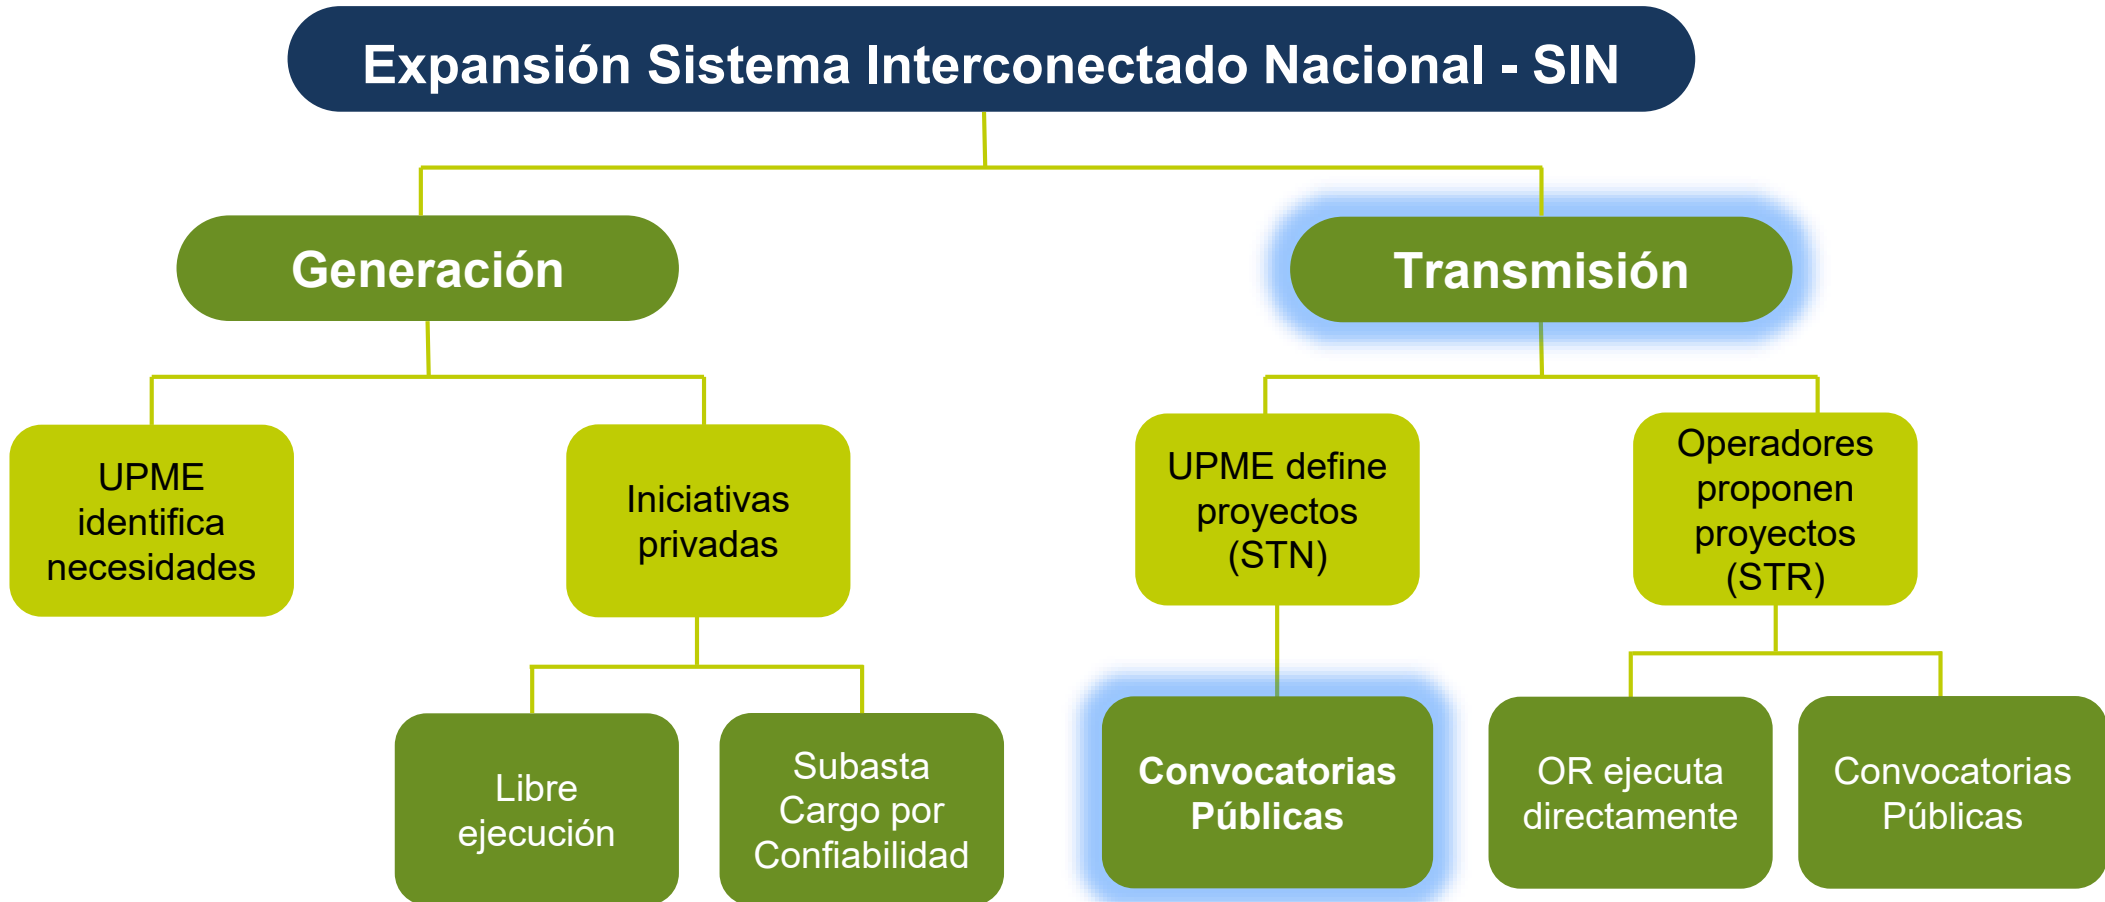 Expansión Sistema Interconectado Nacional - SIN
Generación
Transmisión
UPME
identifica
necesidades
Iniciativas
privadas
UPME define
proyectos
(STN)
Operadores
proponen
proyectos
(STR)
Libre
ejecución
Subasta
Cargo por
Confiabilidad
Convocatorias
Públicas
OR ejecuta
directamente
Convocatorias
Públicas